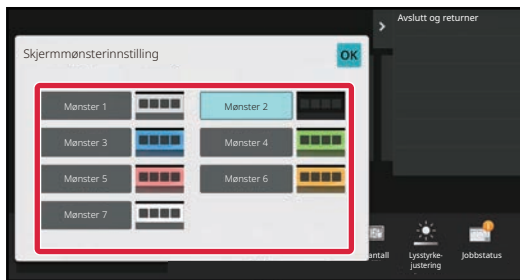 Avslutt og returner
Skjermmønsterinnstilling
OK
Mønster 1
Mønster 2
Mønster 3
Mønster 4
Mønster 5
Mønster 6
Mønster 7
antall
Lysstyrke-
justering
Jobbstatus